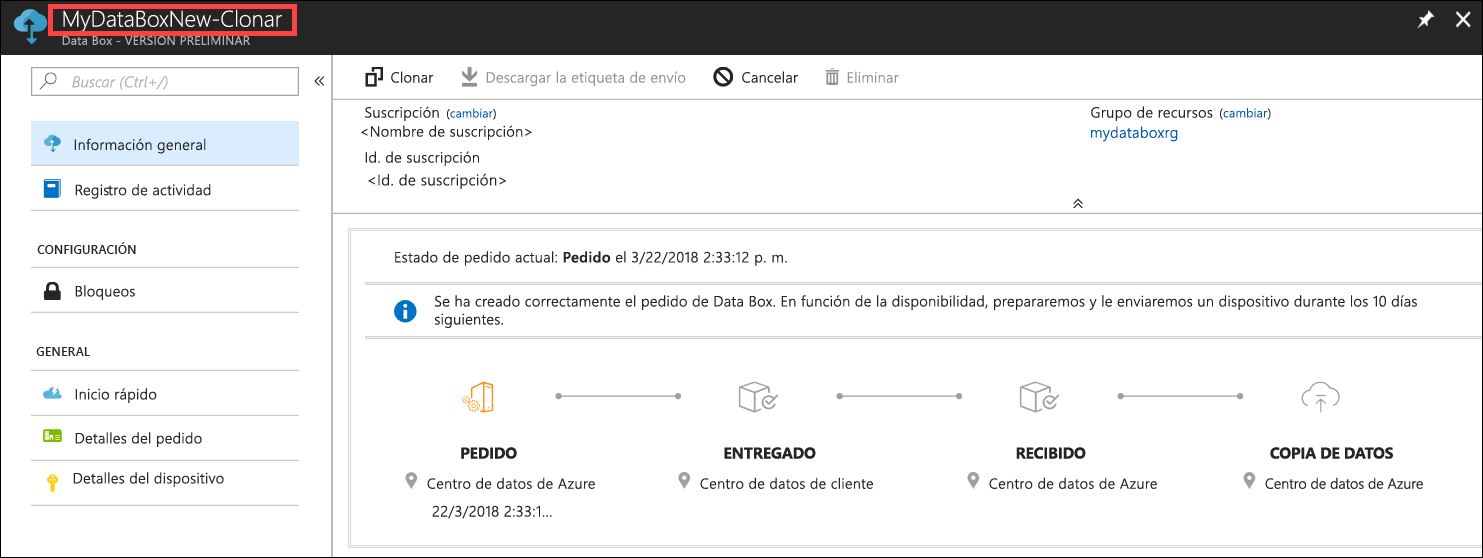 MyDataBoxNew-Clonar
Data Box - VERSIÓN PRELIMINAR
Buscar (Ctrl+/)
Información general
Registro de actividad
CONFIGURACIÓN
Bloqueos
GENERAL
Inicio rápido
Detalles del pedido
Detalles del dispositivo
Clonar Descargar la etiqueta de envío Cancelar Eliminar
Suscripción (cambiar)
<Nombre de suscripción>
Id. de suscripción
<Id. de suscripción>
Grupo de recursos (cambiar)
mydataboxrg
Estado de pedido actual: Pedido el 3/22/2018 2:33:12 p. m.
Se ha creado correctamente el pedido de Data Box. En función de la disponibilidad, prepararemos y le enviaremos un dispositivo durante los 10 días
siguientes.
PEDIDO
Centro de datos de Azure
22/3/2018 2:33:1...
ENTREGADO
Centro de datos de cliente
RECIBIDO
Centro de datos de Azure
COPIA DE DATOS
Centro de datos de Azure